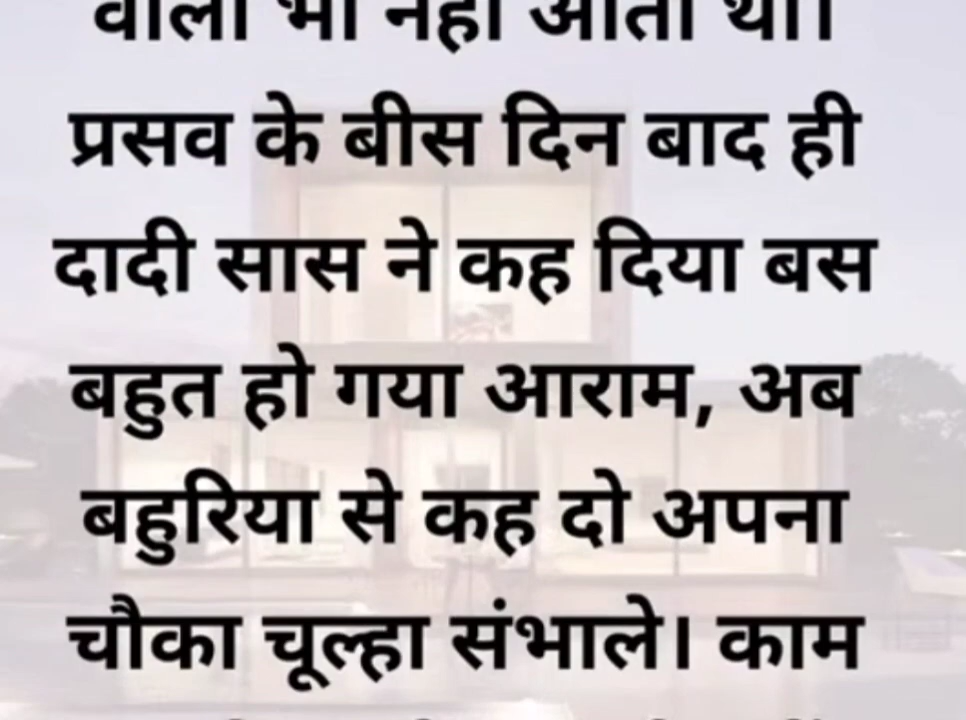 वाली भी नहीं आती थी।
प्रसव के बीस दिन बाद ही
दादी सास ने कह दिया बस
बहुत हो गया आराम, अब
बहुरिया से कह दो अपना
चौका चूल्हा संभाले। काम